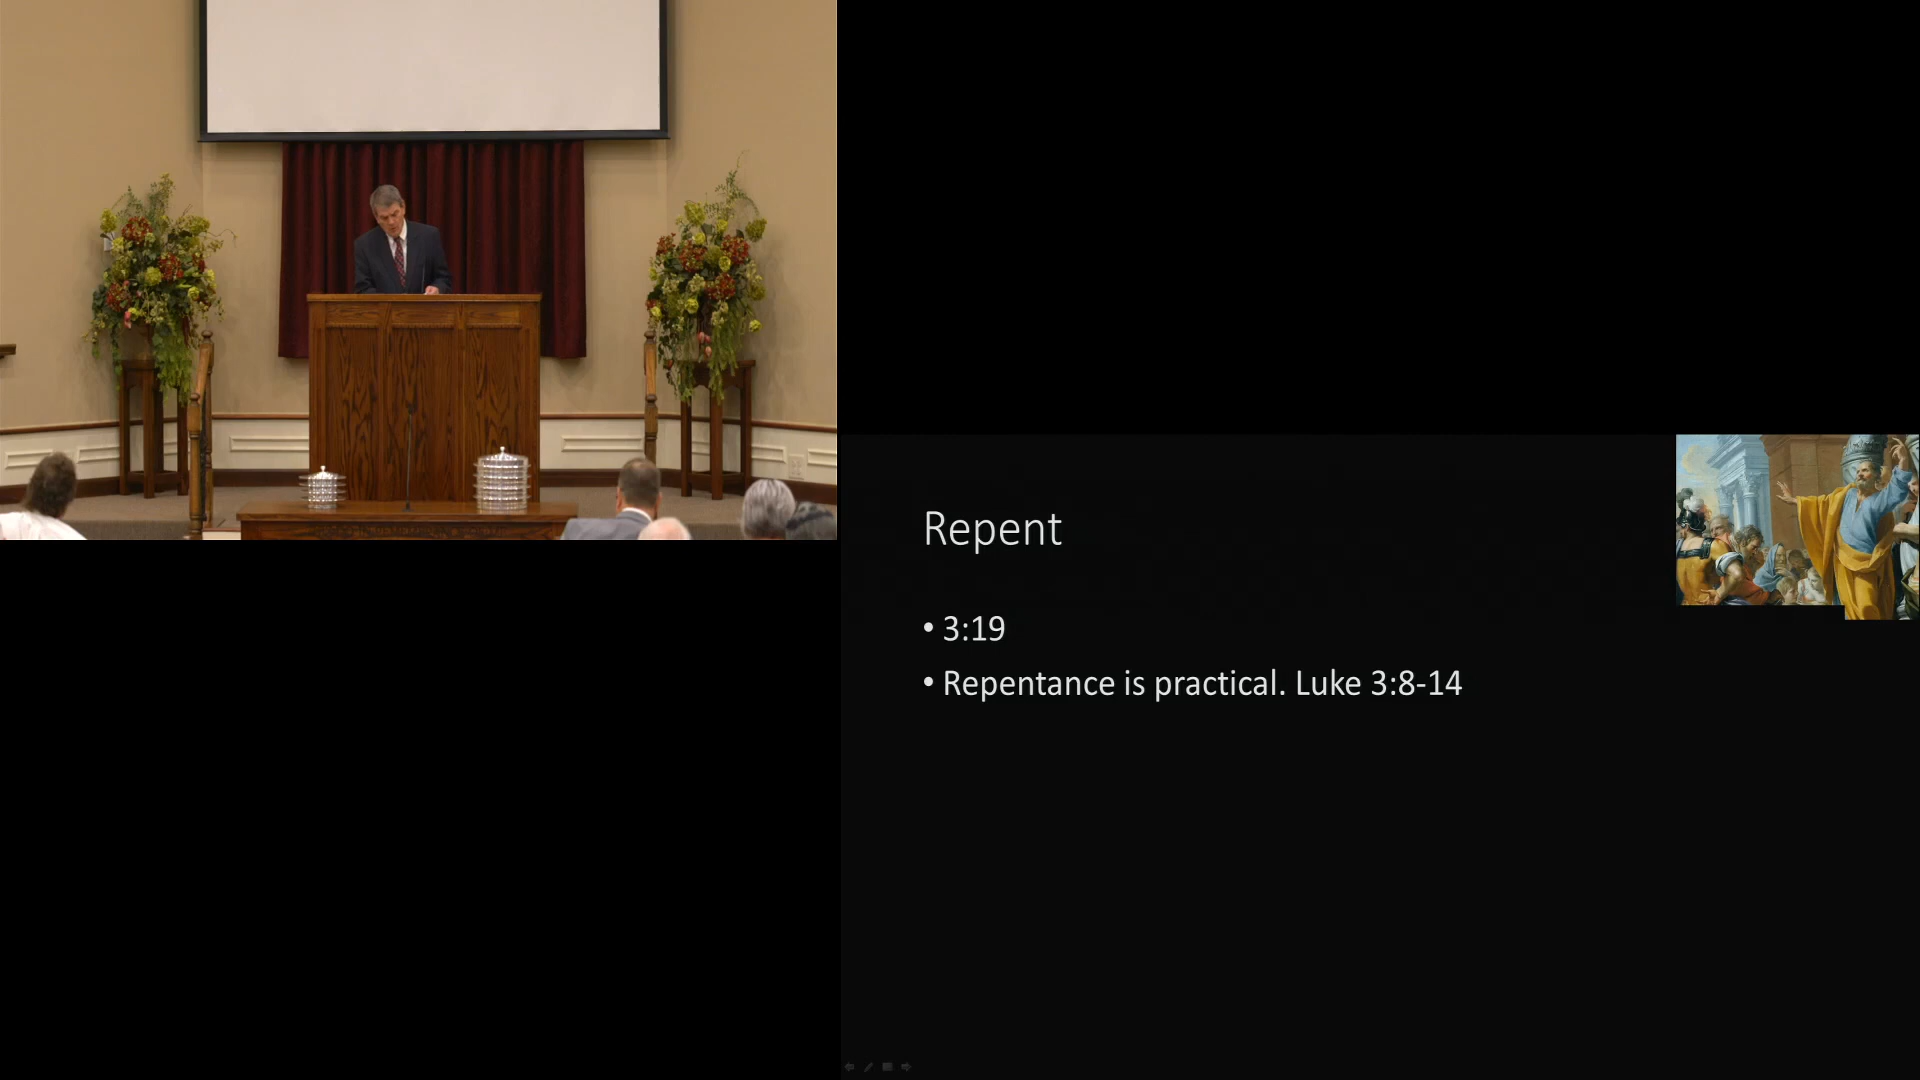 Repent
• 3:19
• Repentance is practical. Luke 3:8-14